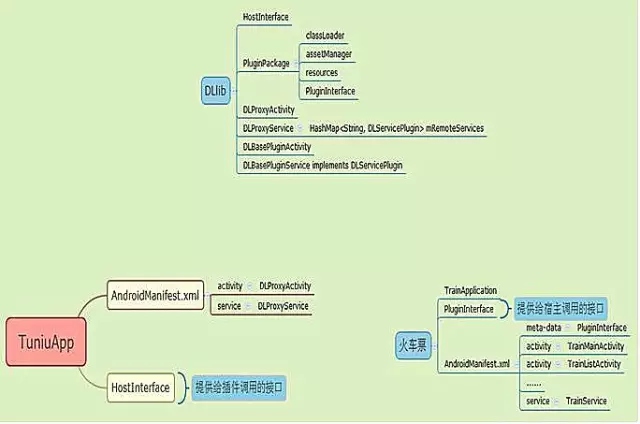 HostInterface
classLoader
assetManager
PluginPackage
resources
DLlib
PluginInterface
DLProxyActivity
DLProxyService HashMap<String, DLServicePlugin> mRemoteServices
DLBasePluginActivity
DLBasePluginService implements DLServicePlugin
TuniuApp
AndroidManifest.xml
activity DLProxyActivity
service DLProxyService
HostInterface 提供给插件调用的接口
火车票
TrainApplication
PluginInterface 提供给宿主调用的接口
AndroidManifest.xml
meta-data PluginInterface
activity TrainMainActivity
activity TrainListActivity
......
service TrainService